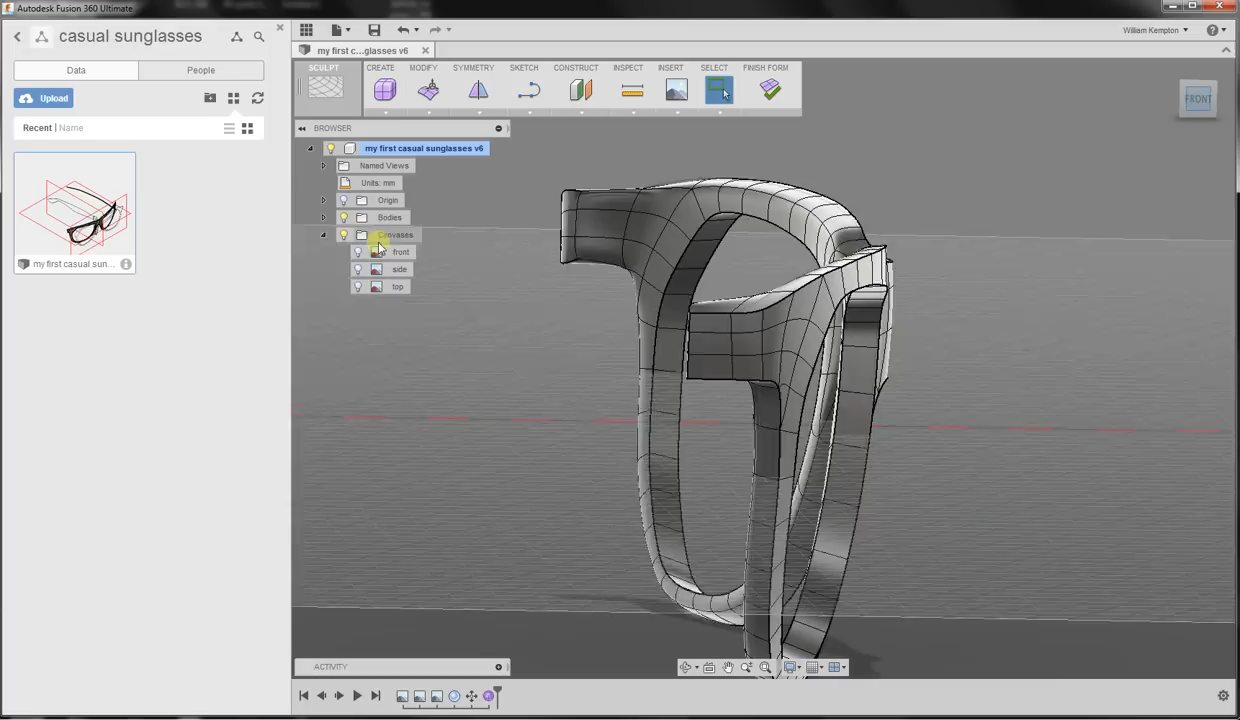 Autodesk Fusion 360 Ultimate
casual sunglasses
Data
People
Upload
Recent | Name
my first casual sun...
William Kempton
my first c...glasses v6
SCULPT
CREATE
MODIFY
SYMMETRY
SKETCH
CONSTRUCT
INSPECT
INSERT
SELECT
FINISH FORM
FRONT
BROWSER
my first casual sunglasses v6
Named Views
Units: mm
Origin
Bodies
Canvases
front
side
top
ACTIVITY